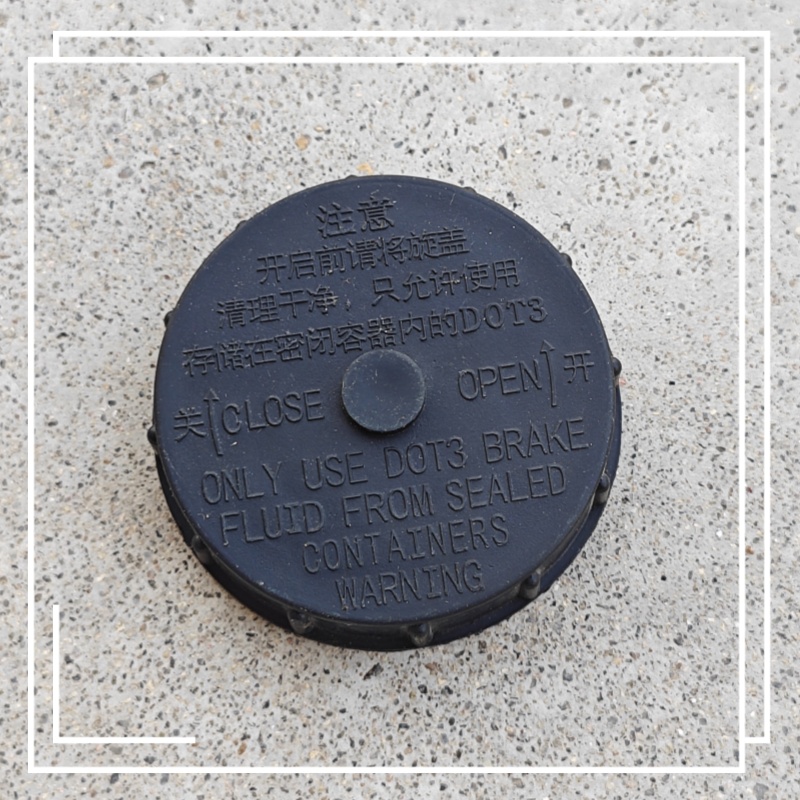 注意
开启前请将旋盖
清理干净，只允许使用
存储在密闭容器内的DOT3
关 CLOSE
OPEN 开
ONLY USE DOT3 BRAKE
FLUID FROM SEALED
CONTAINERS
WARNING